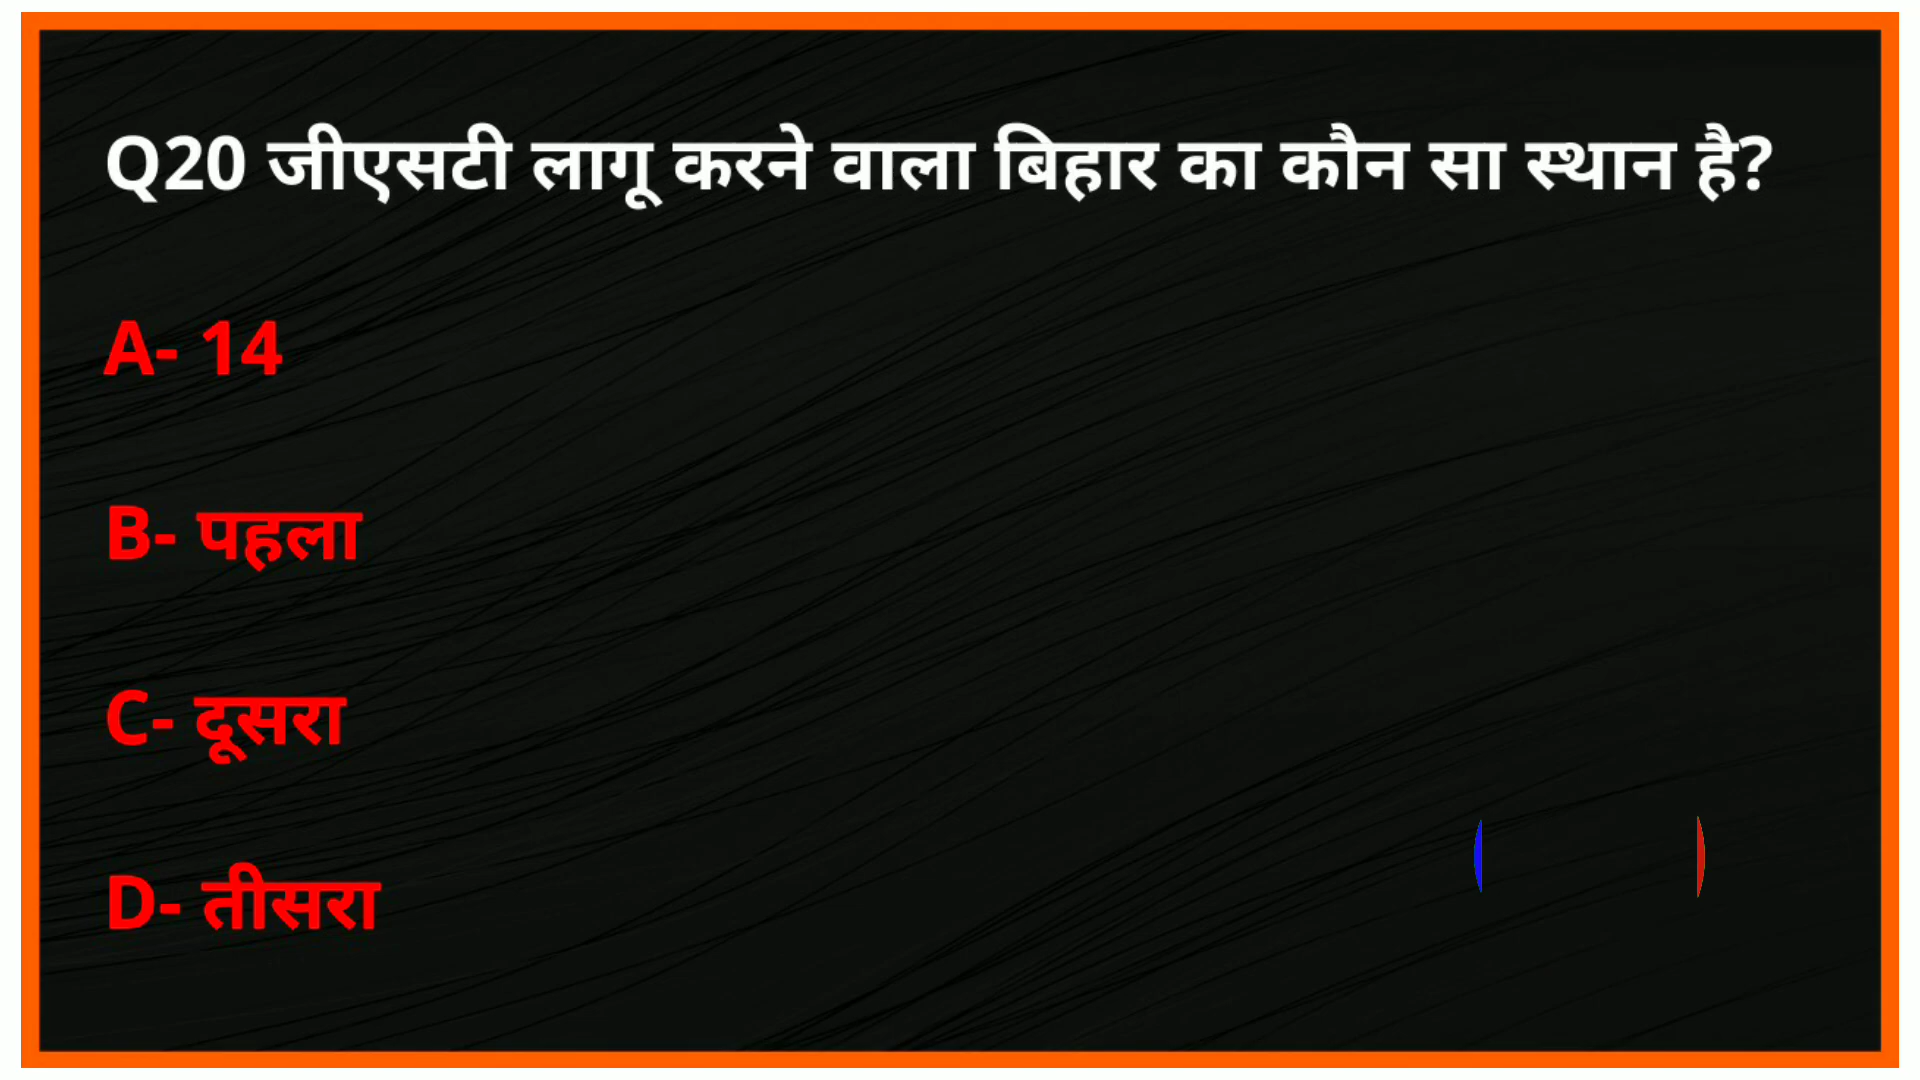 Q20 जीएसटी लागू करने वाला बिहार का कौन सा स्थान है?
A- 14
B- पहला
C- दूसरा
D- तीसरा